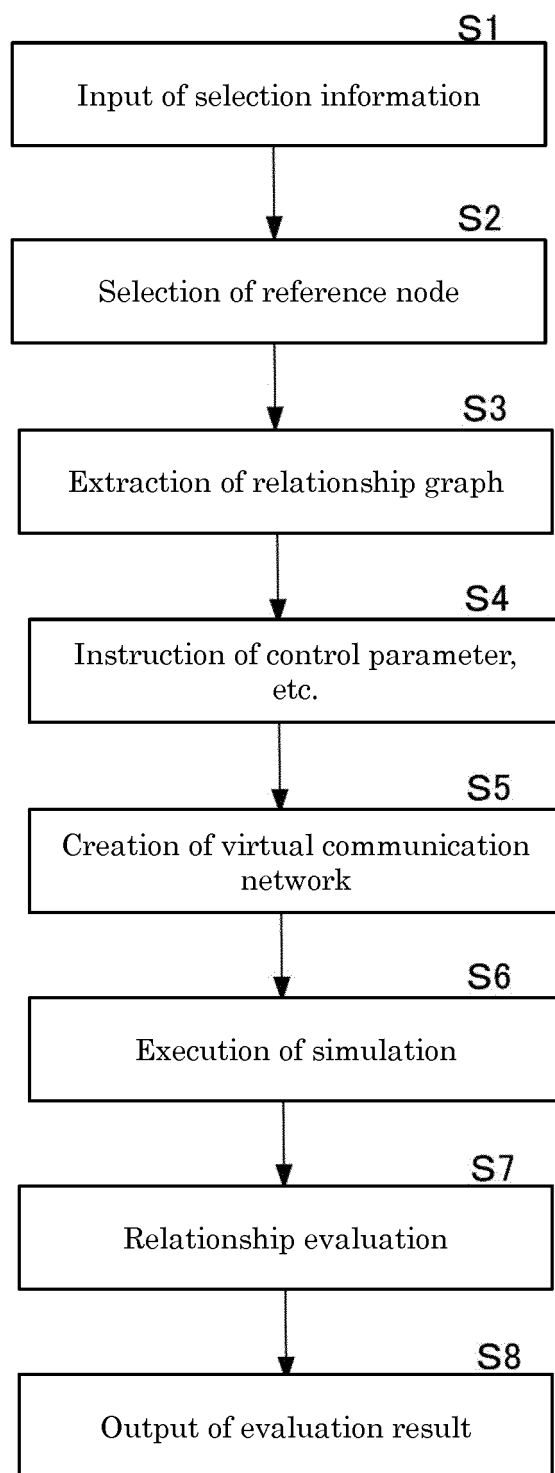 S1
Input of selection information
S2
Selection of reference node
S3
Extraction of relationship graph
S4
Instruction of control parameter,
etc.
S5
Creation of virtual communication
network
S6
Execution of simulation
S7
Relationship evaluation
S8
Output of evaluation result